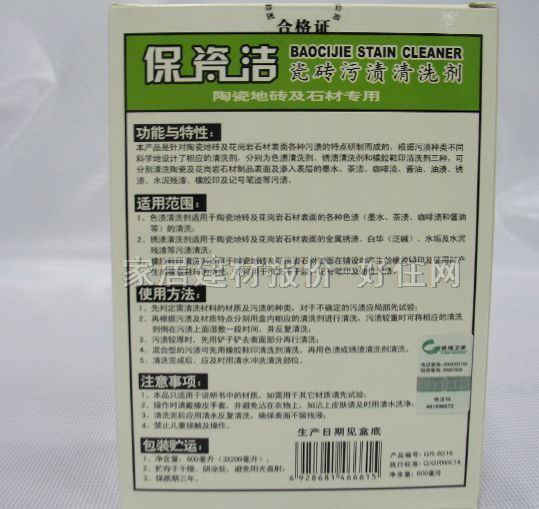 合格证
保瓷洁
BAOCIJIE STAIN CLEANER
瓷砖污渍清洗剂
陶瓷地砖及石材专用
功能与特性:
本产品是针对陶瓷地砖及花岗岩石材表面各种污渍的特点研制而成的,根据污渍种类不同
科学地设计了相应的清洗剂,分别为色渍清洗剂、锈渍清洗剂和橡胶鞋印清洗剂三种,可
分别清洗陶瓷及花岗岩石材制品表面及渗入表层的墨水、茶渍、咖啡渍、酱油、油渍、锈
渍、水泥残渣、橡胶印及记号笔迹等污渍。
适用范围:
1、色渍清洗剂适用于陶瓷地砖及花岗岩石材表面的各种色渍(墨水、茶渍、咖啡渍和酱油
等)的清洗;
2、锈渍清洗剂适用于陶瓷地砖及花岗岩石材表面的金属锈渍、白华(泛碱)、水垢及水泥
残渣等污渍清洗。
家居建材报价 好住网
使用方法:
1、先判定需清洗材料的材质及污渍的种类,对于不确定的污渍应局部先试验;
2、再根据污渍及材质特点分别用盒内相应的清洗剂进行清洗,污渍较重时可将相应的清洗
剂倒在污渍上面湿敷一段时间,并反复清洗;
3、污渍较厚时,先用铲子铲去表面部分再行清洗;
4、混合型的污渍可先用橡胶鞋印清洗剂清洗,再用色渍或锈渍清洗剂清洗。
5、清洗完成后,应及时用清水冲洗清洗部位。
注意事项:
1、本品只适用于说明书中的材质,如需用于其它材质请先试验;
2、操作时请戴橡皮手套,并避免沾在衣物上,如沾上皮肤请及时用清水洗净;
3、清洗完应后应用清水反复清洗,确保表面不留残液;
4、禁止儿童接触及操作。
生产日期见盒底
包装贮运:
1、净含量:600毫升(3X200毫升)
2、贮存于干燥、阴凉处,避免阳光直射;
3、保质期三年。
6 928681 466615
产品编号:GR-8016
执行标准:Q/GRWK14
净含量:600毫升